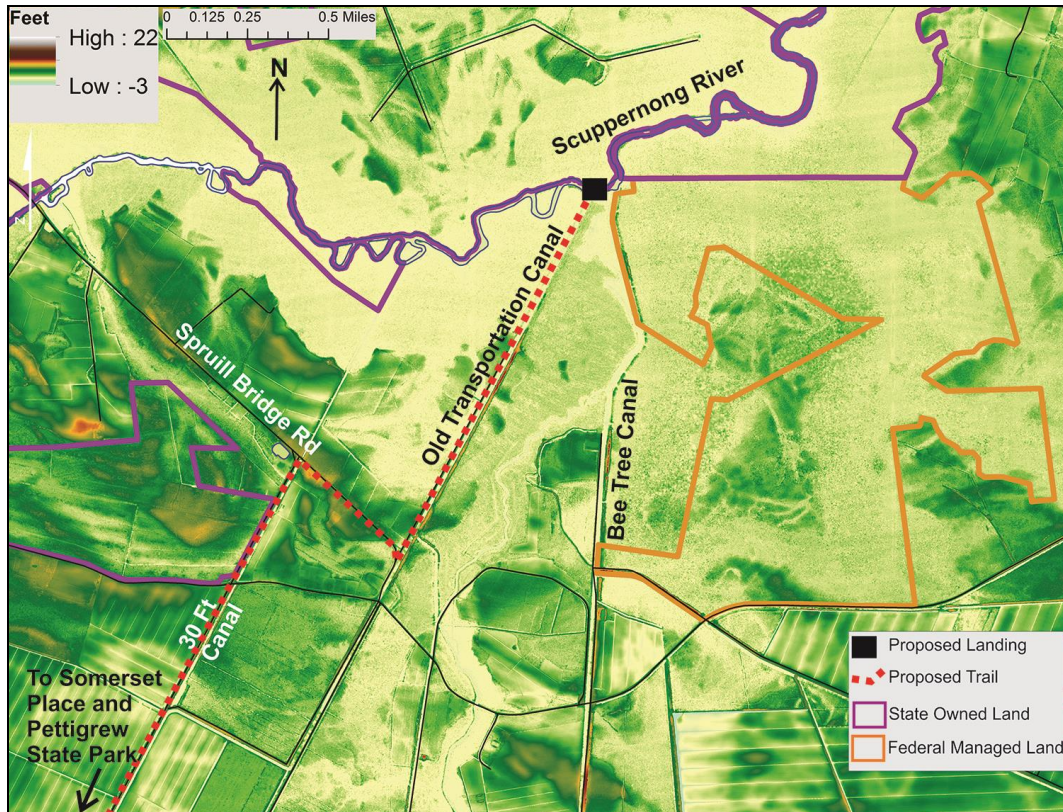 Feet
High : 22
Low : -3
0 0.125 0.25 0.5 Miles
N
N
Scuppernong River
Old Transportation Canal
Spruill Bridge Rd
Bee Tree Canal
30 Ft
Canal
To Somerset
Place and
Pettigrew
State Park
Proposed Landing
Proposed Trail
State Owned Land
Federal Managed Land